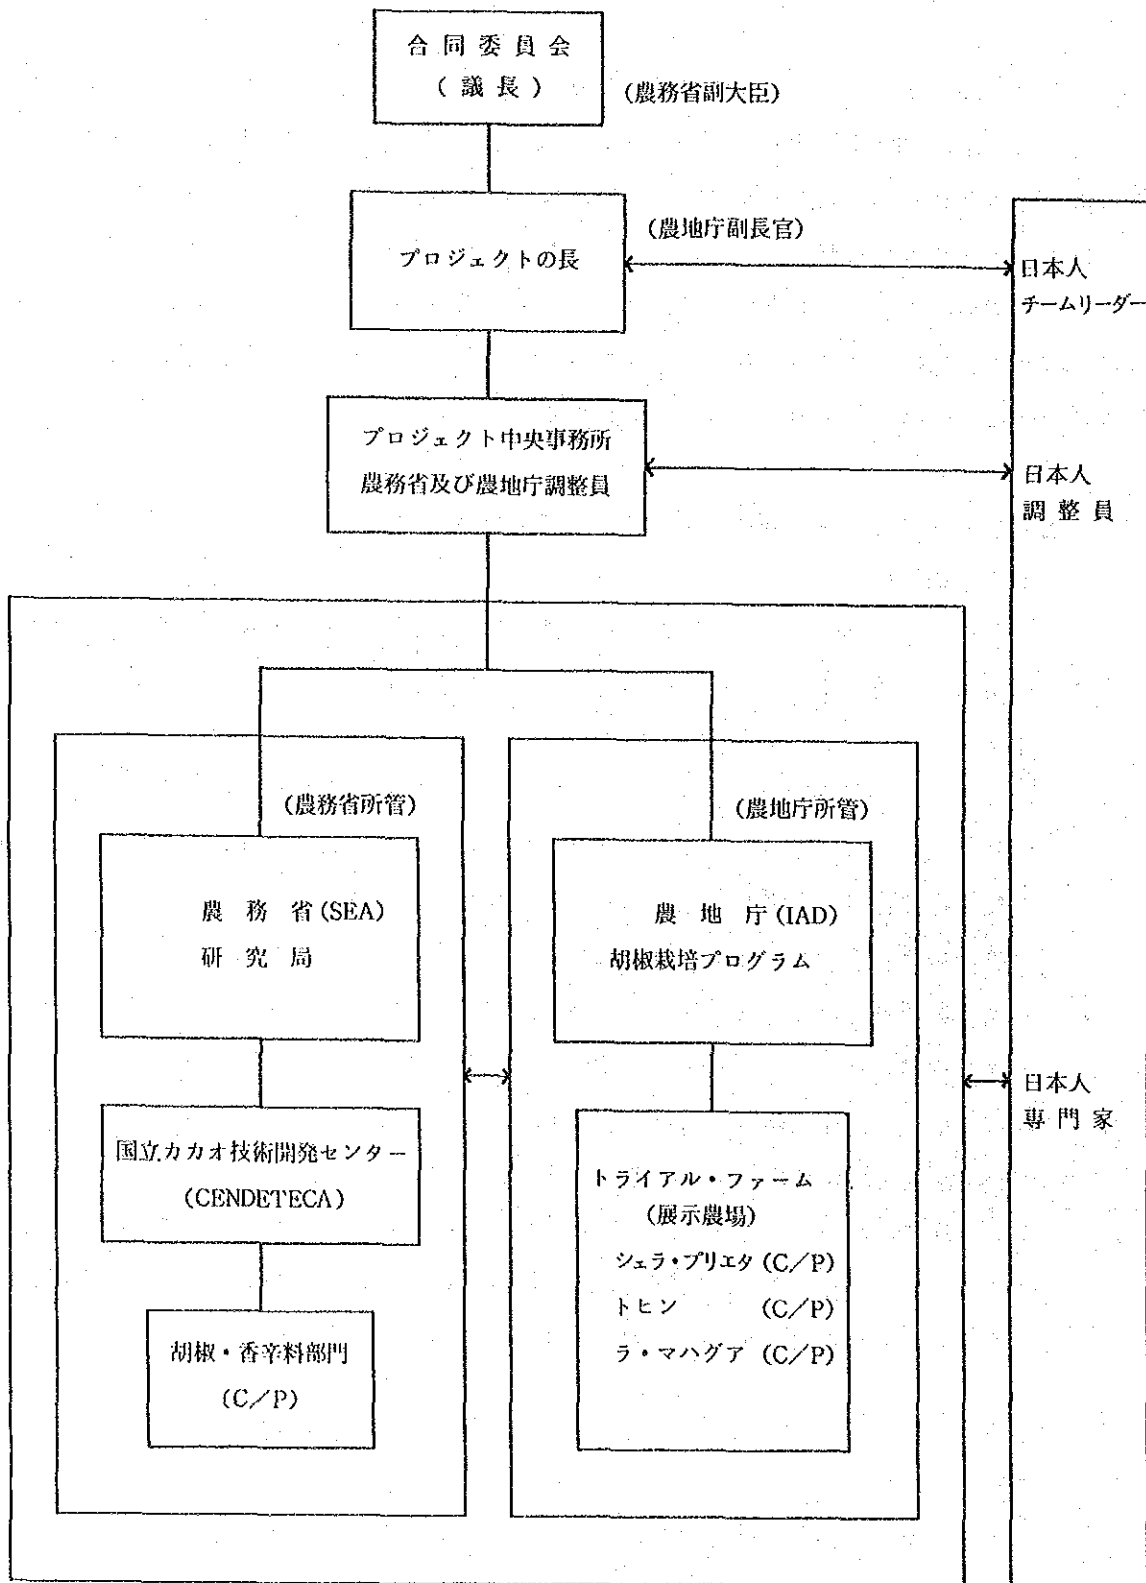 合同委員会
(議長)
(農務省副大臣)
プロジェクトの長
(農地庁副長官)
日本人
チームリーダー
プロジェクト中央事務所
農務省及び農地庁調整員
日本人
調整員
(農務省所管)
農務省(SEA)
研究局
国立カカオ技術開発センター
(CENDETECA)
胡椒・香辛料部門
(C/P)
(農地庁所管)
農地庁(IAD)
胡椒栽培プログラム
トライアル・ファーム
(展示農場)
シェラ・プリエタ (C/P)
トヒン (C/P)
ラ・マハグア (C/P)
日本人
専門家